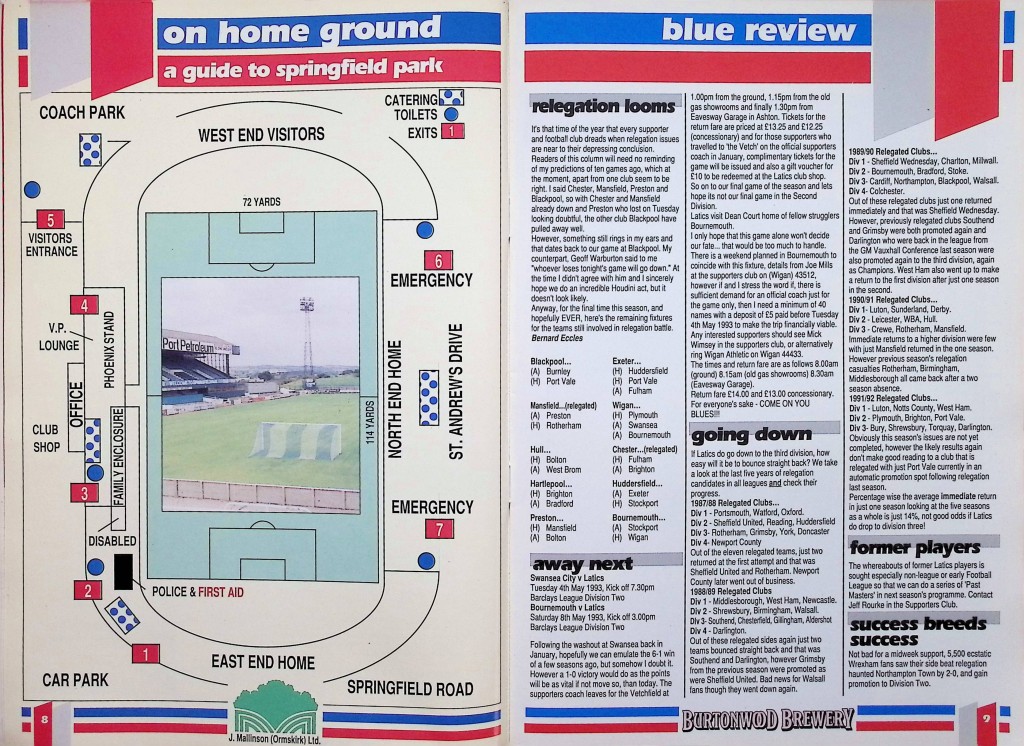 on home ground
a guide to springfield park
COACH PARK
CATERING
TOILETS
EXITS 1
WEST END VISITORS
72 YARDS
5
VISITORS
ENTRANCE
6
EMERGENCY
4
V.P.
LOUNGE
PHOENIX STAND
Port Petroleum
OFFICE
CLUB
SHOP
FAMILY ENCLOSURE
114 YARDS
NORTH END HOME
ST. ANDREW'S DRIVE
3
EMERGENCY
7
DISABLED
2
POLICE & FIRST AID
1
EAST END HOME
CAR PARK
SPRINGFIELD ROAD
J. Mallinson (Ormskirk) Ltd.
8
blue review
relegation looms
It's that time of the year that every supporter
and football club dreads when relegation issues
are near to their depressing conclusion.
Readers of this column will need no reminding
of my predictions of ten games ago, which at
the moment, apart from one club seem to be
right. I said Chester, Mansfield, Preston and
Blackpool, so with Chester and Mansfield
already down and Preston who lost on Tuesday
looking doubtful, the other club Blackpool have
pulled away well.
However, something still rings in my ears and
that dates back to our game at Blackpool. My
counterpart, Geoff Warburton said to me
"whoever loses tonight's game will go down." At
the time I didn't agree with him and I sincerely
hope we do an incredible Houdini act, but it
doesn't look likely.
Anyway, for the final time this season, and
hopefully EVER, here's the remaining fixtures
for the teams still involved in relegation battle.
Bernard Eccles
Blackpool...
(A) Burnley
(H) Port Vale
Exeter...
(H) Huddersfield
(H) Port Vale
(A) Fulham
Mansfield...(relegated)
(A) Preston
(H) Rotherham
Wigan...
(H) Plymouth
(A) Swansea
(A) Bournemouth
Hull...
(H) Bolton
(A) West Brom
Chester...(relegated)
(H) Fulham
(A) Brighton
Hartlepool...
(H) Brighton
(A) Bradford
Huddersfield...
(A) Exeter
(H) Stockport
Preston...
(H) Mansfield
(A) Bolton
Bournemouth...
(A) Stockport
(H) Wigan
away next
Swansea City v Latics
Tuesday 4th May 1993, Kick off 7.30pm
Barclays League Division Two
Bournemouth v Latics
Saturday 8th May 1993, Kick off 3.00pm
Barclays League Division Two
Following the washout at Swansea back in
January, hopefully we can emulate the 6-1 win
of a few seasons ago, but somehow I doubt it.
However a 1-0 victory would do as the points
will be as vital if not move so, than today. The
supporters coach leaves for the Vetchfield at
1.00pm from the ground, 1.15pm from the old
gas showrooms and finally 1.30pm from
Eavesway Garage in Ashton. Tickets for the
return fare are priced at £13.25 and £12.25
(concessionary) and for those supporters who
travelled to 'the Vetch' on the official supporters
coach in January, complimentary tickets for the
game will be issued and also a gift voucher for
£10 to be redeemed at the Latics club shop.
So on to our final game of the season and lets
hope its not our final game in the Second
Division.
Latics visit Dean Court home of fellow strugglers
Bournemouth.
I only hope that this game alone won't decide
our fate... that would be too much to handle.
There is a weekend planned in Bournemouth to
coincide with this fixture, details from Joe Mills
at the supporters club on (Wigan) 43512,
however if and I stress the word if, there is
sufficient demand for an official coach just for
the game only, then I need a minimum of 40
names with a deposit of £5 paid before Tuesday
4th May 1993 to make the trip financially viable.
Any interested supporters should see Mick
Wimsey in the supporters club, or alternatively
ring Wigan Athletic on Wigan 44433.
The times and return fare are as follows 8.00am
(ground) 8.15am (old gas showrooms) 8.30am
(Eavesway Garage).
Return fare £14.00 and £13.00 concessionary.
For everyone's sake - COME ON YOU
BLUES!!!
going down
If Latics do go down to the third division, how
easy will it be to bounce straight back? We take
a look at the last five years of relegation
candidates in all leagues and check their
progress.
1987/88 Relegated Clubs...
Div 1 - Portsmouth, Watford, Oxford.
Div 2 - Sheffield United, Reading, Huddersfield
Div 3- Rotherham, Grimsby, York, Doncaster
Div 4- Newport County
Out of the eleven relegated teams, just two
returned at the first attempt and that was
Sheffield United and Rotherham. Newport
County later went out of business.
1988/89 Relegated Clubs...
Div 1 - Middlesborough, West Ham, Newcastle.
Div 2 - Shrewsbury, Birmingham, Walsall.
Div 3- Southend, Chesterfield, Gilingham, Aldershot
Div 4 - Darlington.
Out of these relegated sides again just two
teams bounced straight back and that was
Southend and Darlington, however Grimsby
from the previous season were promoted as
were Sheffield United. Bad news for Walsall
fans though they went down again.
1989/90 Relegated Clubs...
Div 1 - Sheffield Wednesday, Charlton, Millwall.
Div 2 - Bournemouth, Bradford, Stoke.
Div 3- Cardiff, Northampton, Blackpool, Walsall.
Div 4- Colchester.
Out of these relegated clubs just one returned
immediately and that was Sheffield Wednesday.
However, previously relegated clubs Southend
and Grimsby were both promoted again and
Darlington who were back in the league from
the GM Vauxhall Conference last season were
also promoted again to the third division, again
as Champions. West Ham also went up to make
a return to the first division after just one season
in the second.
1990/91 Relegated Clubs...
Div 1- Luton, Sunderland, Derby.
Div 2 - Leicester, WBA, Hull.
Div 3 - Crewe, Rotherham, Mansfield.
Immediate returns to a higher division were few
with just Mansfield returned in the one season.
However previous season's relegation
casualties Rotherham, Birmingham,
Middlesborough all came back after a two
season absence.
1991/92 Relegated Clubs...
Div 1 - Luton, Notts County, West Ham.
Div 2 - Plymouth, Brighton, Port Vale.
Div 3- Bury, Shrewsbury, Torquay, Darlington.
Obviously this season's issues are not yet
completed, however the likely results again
don't make good reading to a club that is
relegated with just Port Vale currently in an
automatic promotion spot following relegation
last season.
Percentage wise the average immediate return
in just one season looking at the five seasons
as a whole is just 14%, not good odds if Latics
do drop to division three!
former players
The whereabouts of former Latics players is
sought especially non-league or early Football
League so that we can do a series of 'Past
Masters' in next season's programme. Contact
Jeff Rourke in the Supporters Club.
success breeds
success
Not bad for a midweek support, 5,500 ecstatic
Wrexham fans saw their side beat relegation
haunted Northampton Town by 2-0, and gain
promotion to Division Two.
BURTONWOOD BREWERY
9